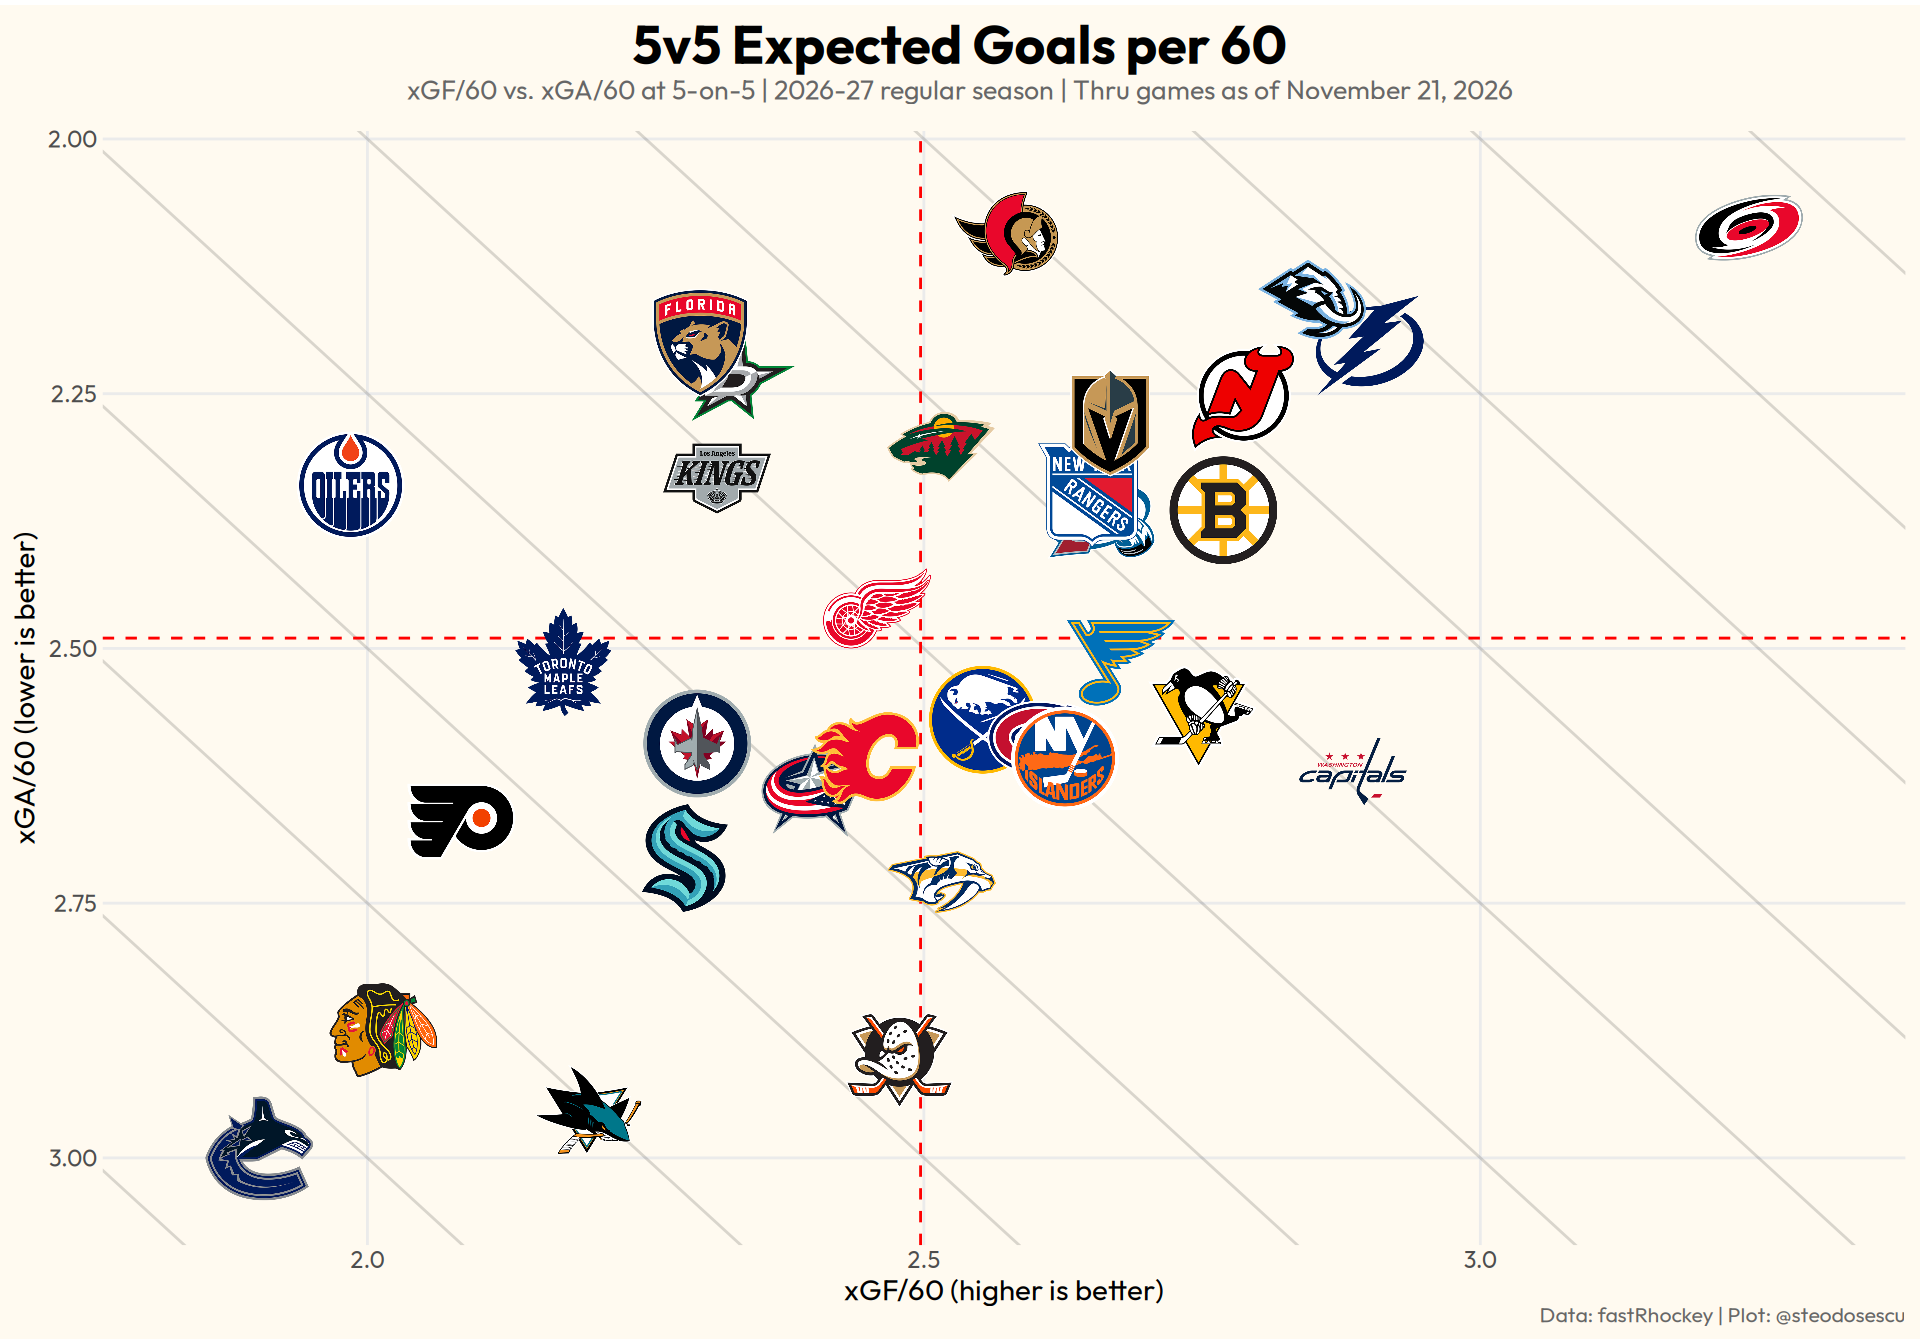 5v5 Expected Goals per 60
xGF/60 vs. xGA/60 at 5-on-5 | 2026-27 regular season | Thru games as of November 21, 2026
xGA/60 (lower is better)
2.00
2.25
2.50
2.75
3.00
FLORIDA
OILERS
Los Angeles
KINGS
NEW
RANGERS
B
TORONTO
MAPLE
LEAFS
NY
ISLANDERS
WASHINGTON
capitals
2.0
2.5
3.0
xGF/60 (higher is better)
Data: fastRhockey | Plot: @steodosescu